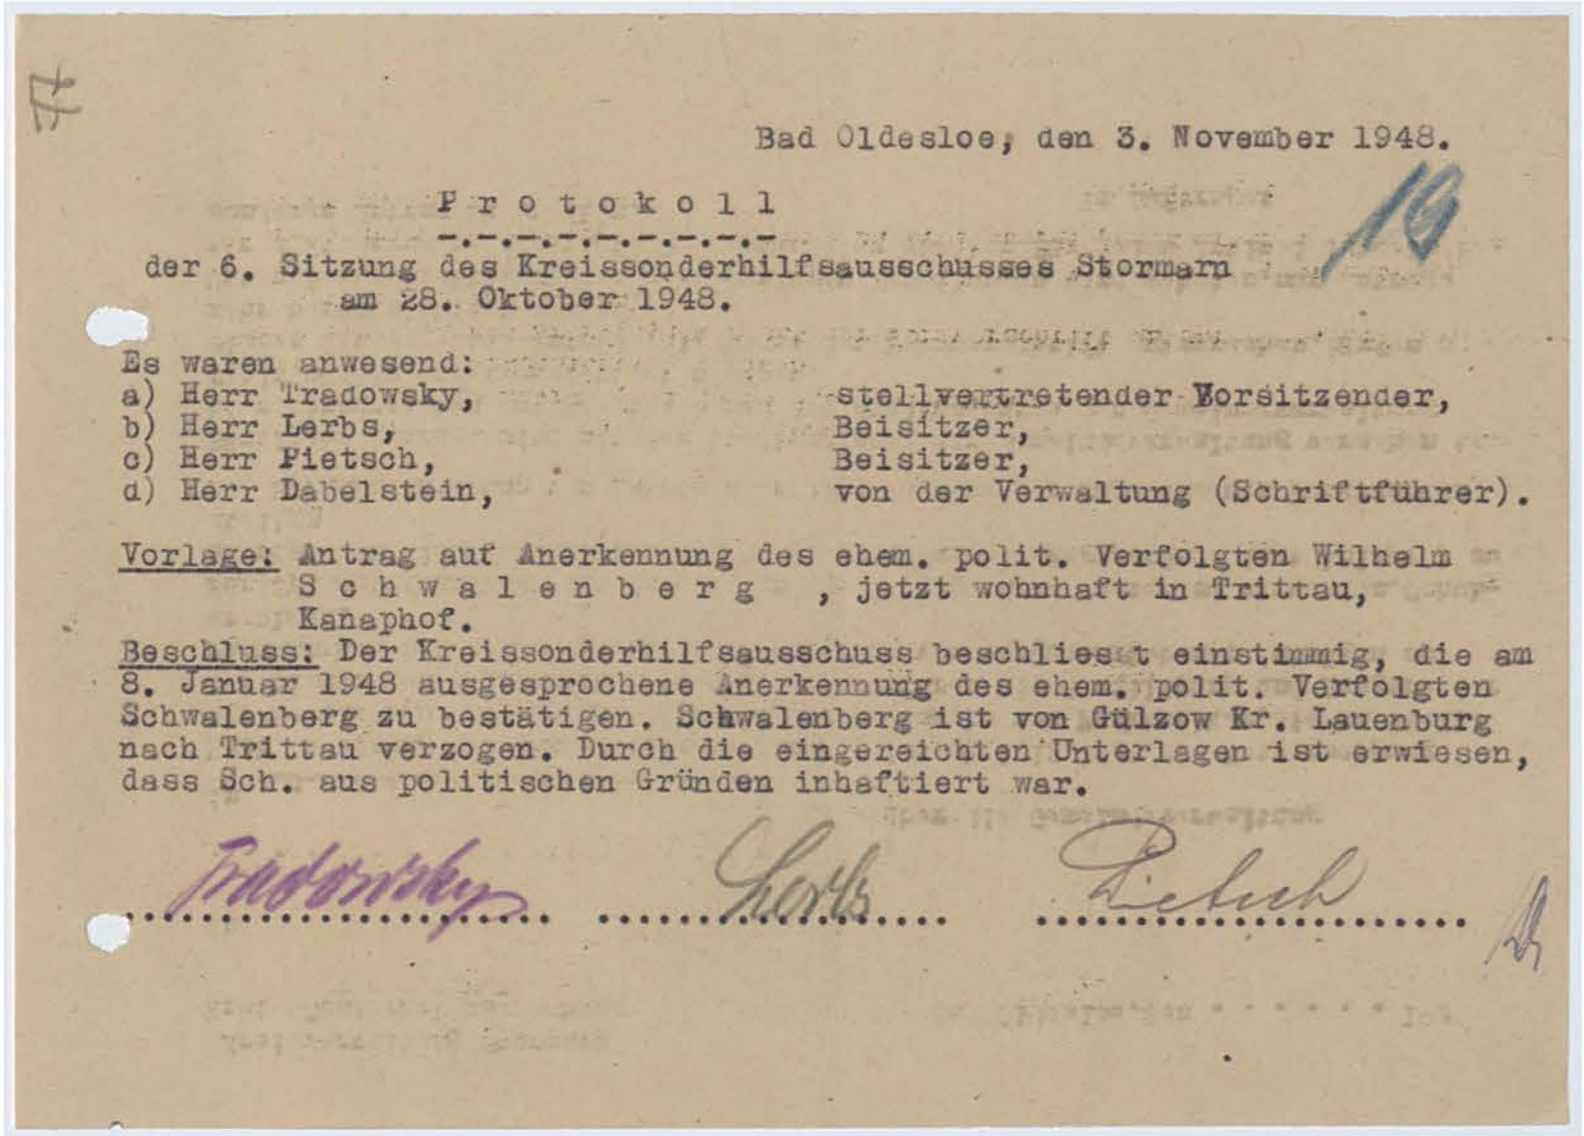 Bad Oldesloe, den 3. November 1948.
P r o t o k o l l
-.-.-.-.-.-.-.-.-
der 6. Sitzung des Kreissonderhilfsausschusses Stormarn
am 28. Oktober 1948.
19
Es waren anwesend:
a) Herr Tradowsky, stellvertretender Vorsitzender,
b) Herr Lerbs, Beisitzer,
c) Herr Pietsch, Beisitzer,
d) Herr Dabelstein, von der Verwaltung (Schriftführer).
Vorlage: Antrag auf Anerkennung des ehem. polit. Verfolgten Wilhelm
S c h w a l e n b e r g , jetzt wohnhaft in Trittau,
Kanaphof.
Beschluss: Der Kreissonderhilfsausschuss beschliesst einstimmig, die am
8. Januar 1948 ausgesprochene Anerkennung des ehem. polit. Verfolgten
Schwalenberg zu bestätigen. Schwalenberg ist von Gülzow Kr. Lauenburg
nach Trittau verzogen. Durch die eingereichten Unterlagen ist erwiesen,
dass Sch. aus politischen Gründen inhaftiert war.
Tradowsky Lerbs Pietsch